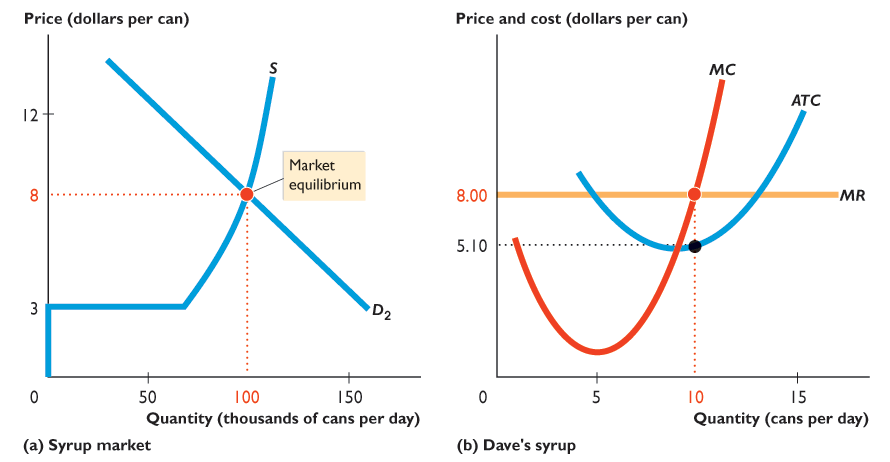 Price (dollars per can)
S
12
Market
equilibrium
8
3
D2
0
50
100
150
Quantity (thousands of cans per day)
(a) Syrup market
Price and cost (dollars per can)
MC
ATC
8.00
MR
5.10
0
5
10
15
Quantity (cans per day)
(b) Dave's syrup